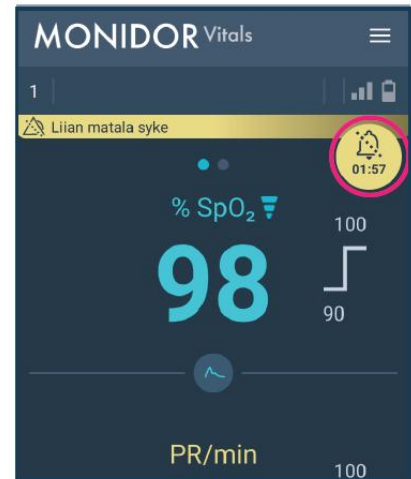 MONIDOR Vitals
1
Liian matala syke
01:57
% SpO₂
100
98
90
PR/min
100